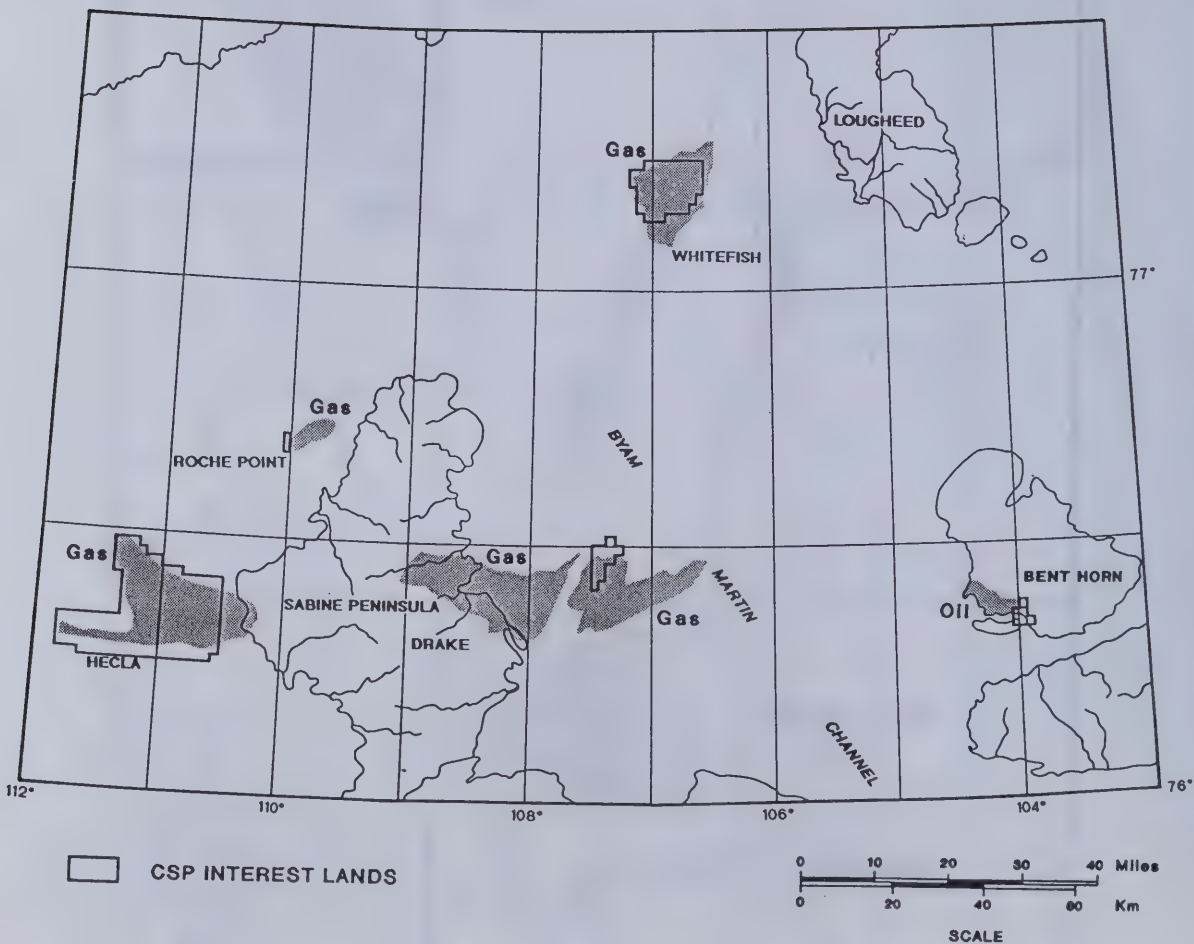 LOUGHEED
Gas
WHITEFISH
77°
Gas
ROCHE POINT
BYAM
Gas
Gas
MARTIN
BENT HORN
SABINE PENINSULA
Oil
Gas
DRAKE
HECLA
CHANNEL
76°
112°
110°
108°
106°
104°
CSP INTEREST LANDS
0 10 20 30 40 Miles
0 20 40 60 Km
SCALE